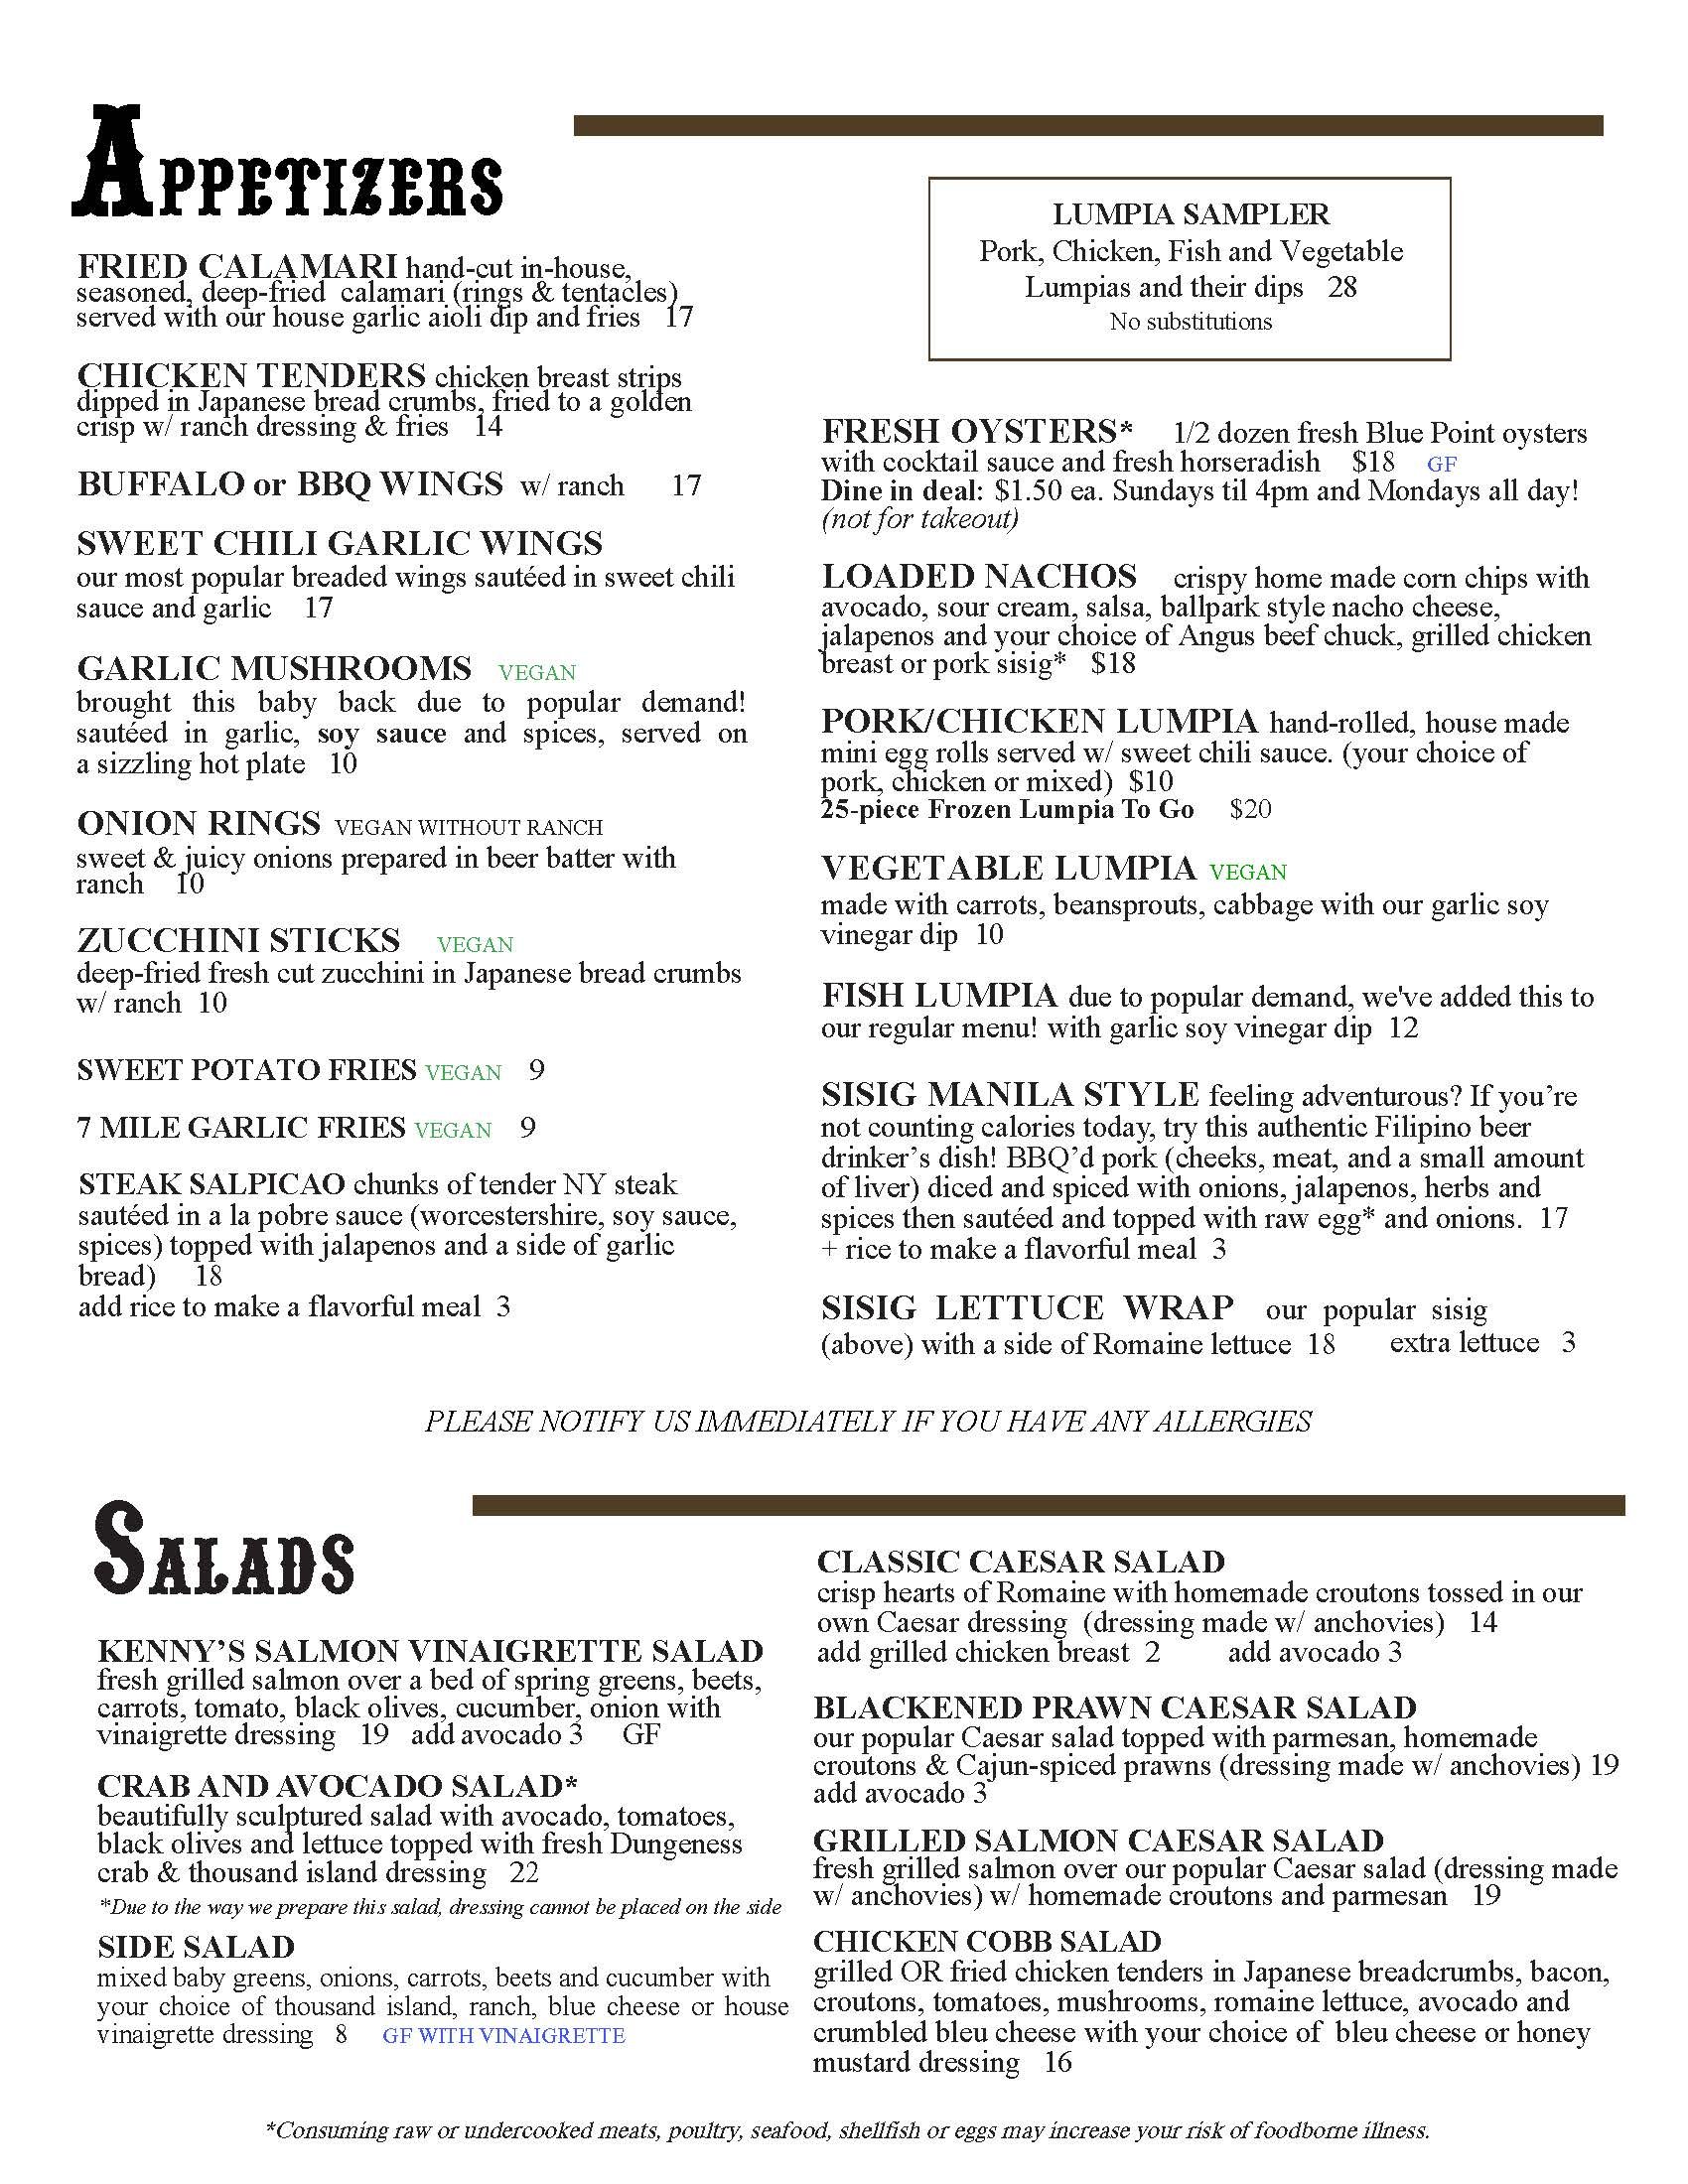 APPETIZERS
FRIED CALAMARI hand-cut in-house,
seasoned, deep-fried calamari (rings & tentacles)
served with our house garlic aioli dip and fries 17
CHICKEN TENDERS chicken breast strips
dipped in Japanese bread crumbs, fried to a golden
crisp w/ ranch dressing & fries 14
BUFFALO or BBQ WINGS w/ ranch 17
SWEET CHILI GARLIC WINGS
our most popular breaded wings sautéed in sweet chili
sauce and garlic 17
GARLIC MUSHROOMS VEGAN
brought this baby back due to popular demand!
sautéed in garlic, soy sauce and spices, served on
a sizzling hot plate 10
ONION RINGS VEGAN WITHOUT RANCH
sweet & juicy onions prepared in beer batter with
ranch 10
ZUCCHINI STICKS VEGAN
deep-fried fresh cut zucchini in Japanese bread crumbs
w/ ranch 10
SWEET POTATO FRIES VEGAN 9
7 MILE GARLIC FRIES VEGAN 9
STEAK SALPICAO chunks of tender NY steak
sautéed in a la pobre sauce (worcestershire, soy sauce,
spices) topped with jalapenos and a side of garlic
bread) 18
add rice to make a flavorful meal 3
LUMPIA SAMPLER
Pork, Chicken, Fish and Vegetable
Lumpias and their dips 28
No substitutions
FRESH OYSTERS* 1/2 dozen fresh Blue Point oysters
with cocktail sauce and fresh horseradish $18 GF
Dine in deal: $1.50 ea. Sundays til 4pm and Mondays all day!
(not for takeout)
LOADED NACHOS crispy home made corn chips with
avocado, sour cream, salsa, ballpark style nacho cheese,
jalapenos and your choice of Angus beef chuck, grilled chicken
breast or pork sisig* $18
PORK/CHICKEN LUMPIA hand-rolled, house made
mini egg rolls served w/ sweet chili sauce. (your choice of
pork, chicken or mixed) $10
25-piece Frozen Lumpia To Go $20
VEGETABLE LUMPIA VEGAN
made with carrots, beansprouts, cabbage with our garlic soy
vinegar dip 10
FISH LUMPIA due to popular demand, we've added this to
our regular menu! with garlic soy vinegar dip 12
SISIG MANILA STYLE feeling adventurous? If you’re
not counting calories today, try this authentic Filipino beer
drinker’s dish! BBQ’d pork (cheeks, meat, and a small amount
of liver) diced and spiced with onions, jalapenos, herbs and
spices then sautéed and topped with raw egg* and onions. 17
+ rice to make a flavorful meal 3
SISIG LETTUCE WRAP our popular sisig
(above) with a side of Romaine lettuce 18 extra lettuce 3
PLEASE NOTIFY US IMMEDIATELY IF YOU HAVE ANY ALLERGIES
SALADS
KENNY’S SALMON VINAIGRETTE SALAD
fresh grilled salmon over a bed of spring greens, beets,
carrots, tomato, black olives, cucumber, onion with
vinaigrette dressing 19 add avocado 3 GF
CRAB AND AVOCADO SALAD*
beautifully sculptured salad with avocado, tomatoes,
black olives and lettuce topped with fresh Dungeness
crab & thousand island dressing 22
*Due to the way we prepare this salad, dressing cannot be placed on the side
SIDE SALAD
mixed baby greens, onions, carrots, beets and cucumber with
your choice of thousand island, ranch, blue cheese or house
vinaigrette dressing 8 GF WITH VINAIGRETTE
CLASSIC CAESAR SALAD
crisp hearts of Romaine with homemade croutons tossed in our
own Caesar dressing (dressing made w/ anchovies) 14
add grilled chicken breast 2 add avocado 3
BLACKENED PRAWN CAESAR SALAD
our popular Caesar salad topped with parmesan, homemade
croutons & Cajun-spiced prawns (dressing made w/ anchovies) 19
add avocado 3
GRILLED SALMON CAESAR SALAD
fresh grilled salmon over our popular Caesar salad (dressing made
w/ anchovies) w/ homemade croutons and parmesan 19
CHICKEN COBB SALAD
grilled OR fried chicken tenders in Japanese breadcrumbs, bacon,
croutons, tomatoes, mushrooms, romaine lettuce, avocado and
crumbled bleu cheese with your choice of bleu cheese or honey
mustard dressing 16
*Consuming raw or undercooked meats, poultry, seafood, shellfish or eggs may increase your risk of foodborne illness.